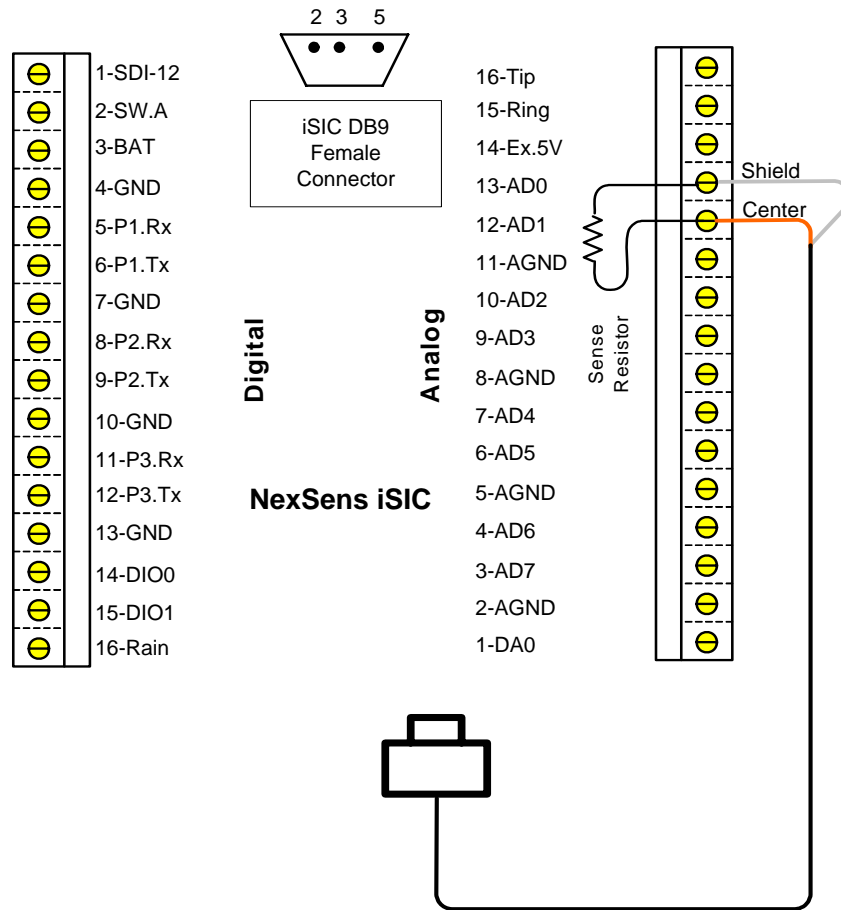 2 3 5
iSIC DB9
Female
Connector
1-SDI-12
2-SW.A
3-BAT
4-GND
5-P1.Rx
6-P1.Tx
7-GND
8-P2.Rx
9-P2.Tx
10-GND
11-P3.Rx
12-P3.Tx
13-GND
14-DIO0
15-DIO1
16-Rain
Digital
Analog
NexSens iSIC
16-Tip
15-Ring
14-Ex.5V
13-AD0
12-AD1
11-AGND
10-AD2
9-AD3
8-AGND
7-AD4
6-AD5
5-AGND
4-AD6
3-AD7
2-AGND
1-DA0
Sense
Resistor
Shield
Center